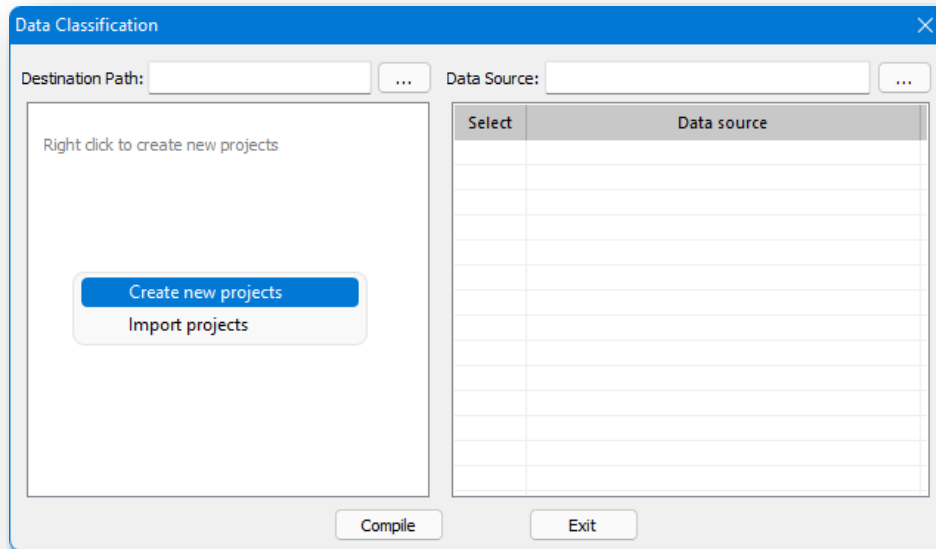 Data Classification
Destination Path: ... Data Source: ...
Select Data source
Right click to create new projects
Create new projects
Import projects
Compile Exit